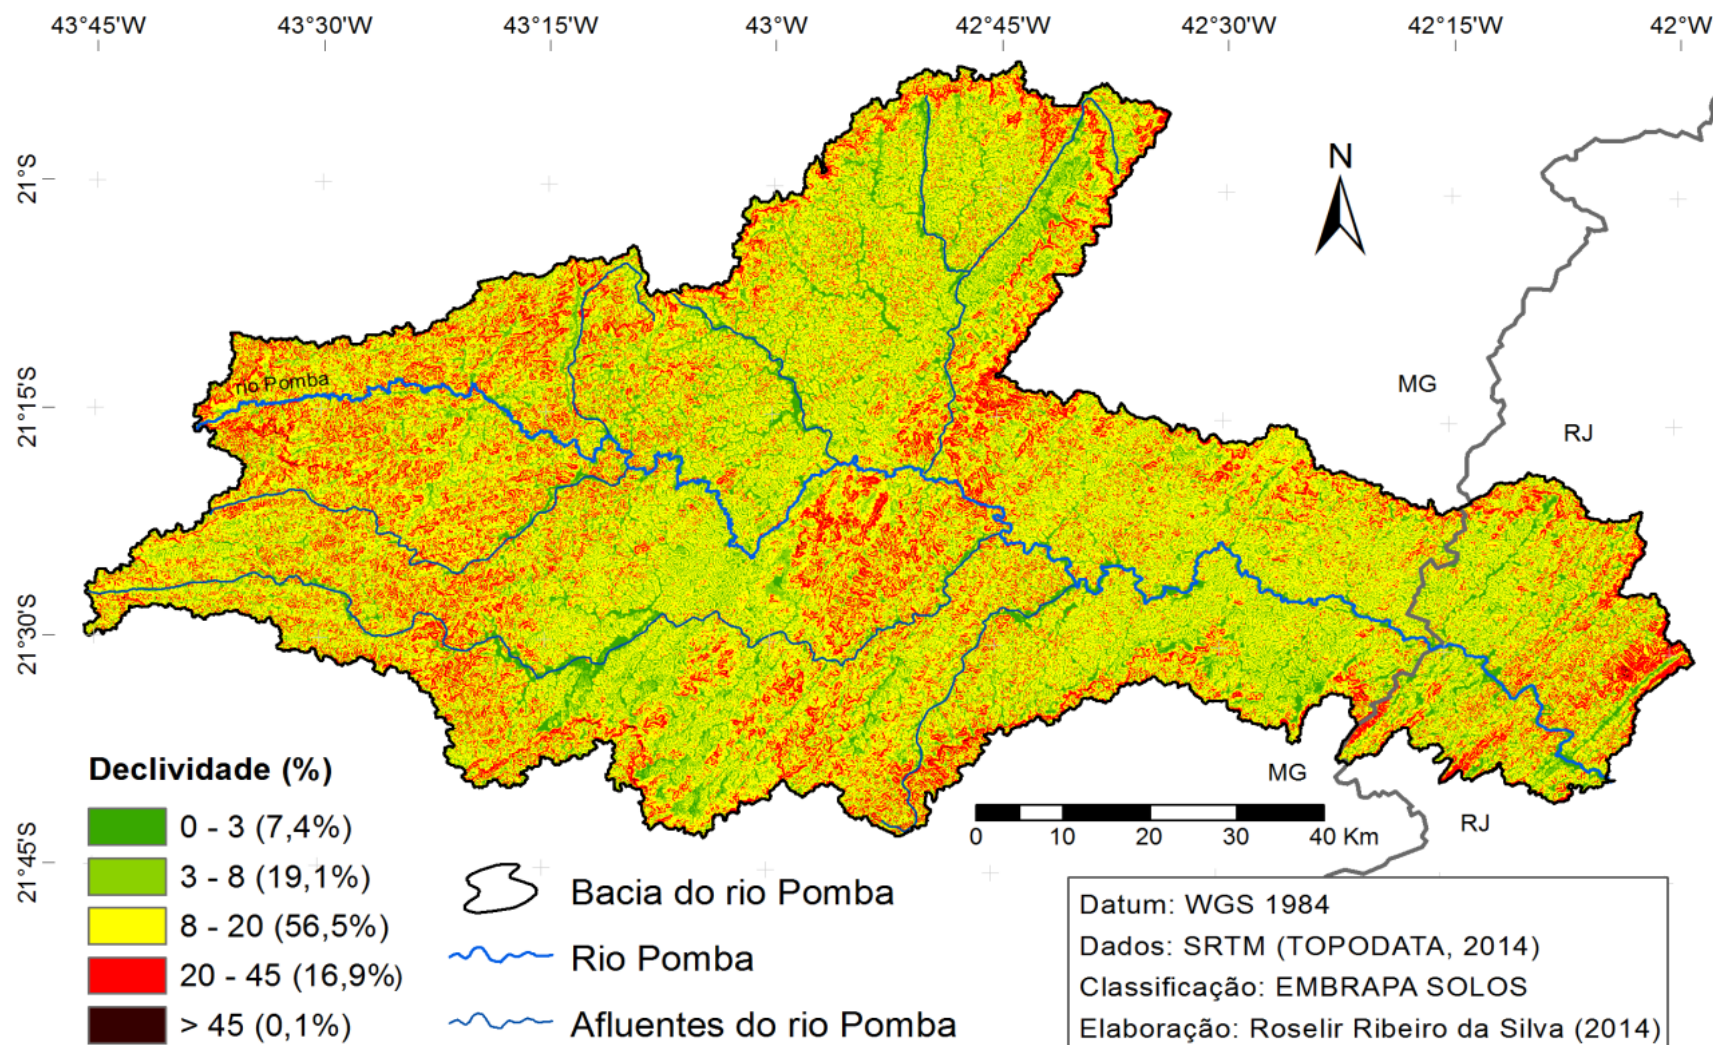 43°45'W 43°30'W 43°15'W 43°0'W 42°45'W 42°30'W 42°15'W 42°0'W
21°S
N
rio Pomba
21°15'S
MG
RJ
21°30'S
MG
RJ
21°45'S
0 10 20 30 40 Km
Declividade (%)
0 - 3 (7,4%)
3 - 8 (19,1%)
8 - 20 (56,5%)
20 - 45 (16,9%)
> 45 (0,1%)
Bacia do rio Pomba
Rio Pomba
Afluentes do rio Pomba
Datum: WGS 1984
Dados: SRTM (TOPODATA, 2014)
Classificação: EMBRAPA SOLOS
Elaboração: Roselir Ribeiro da Silva (2014)